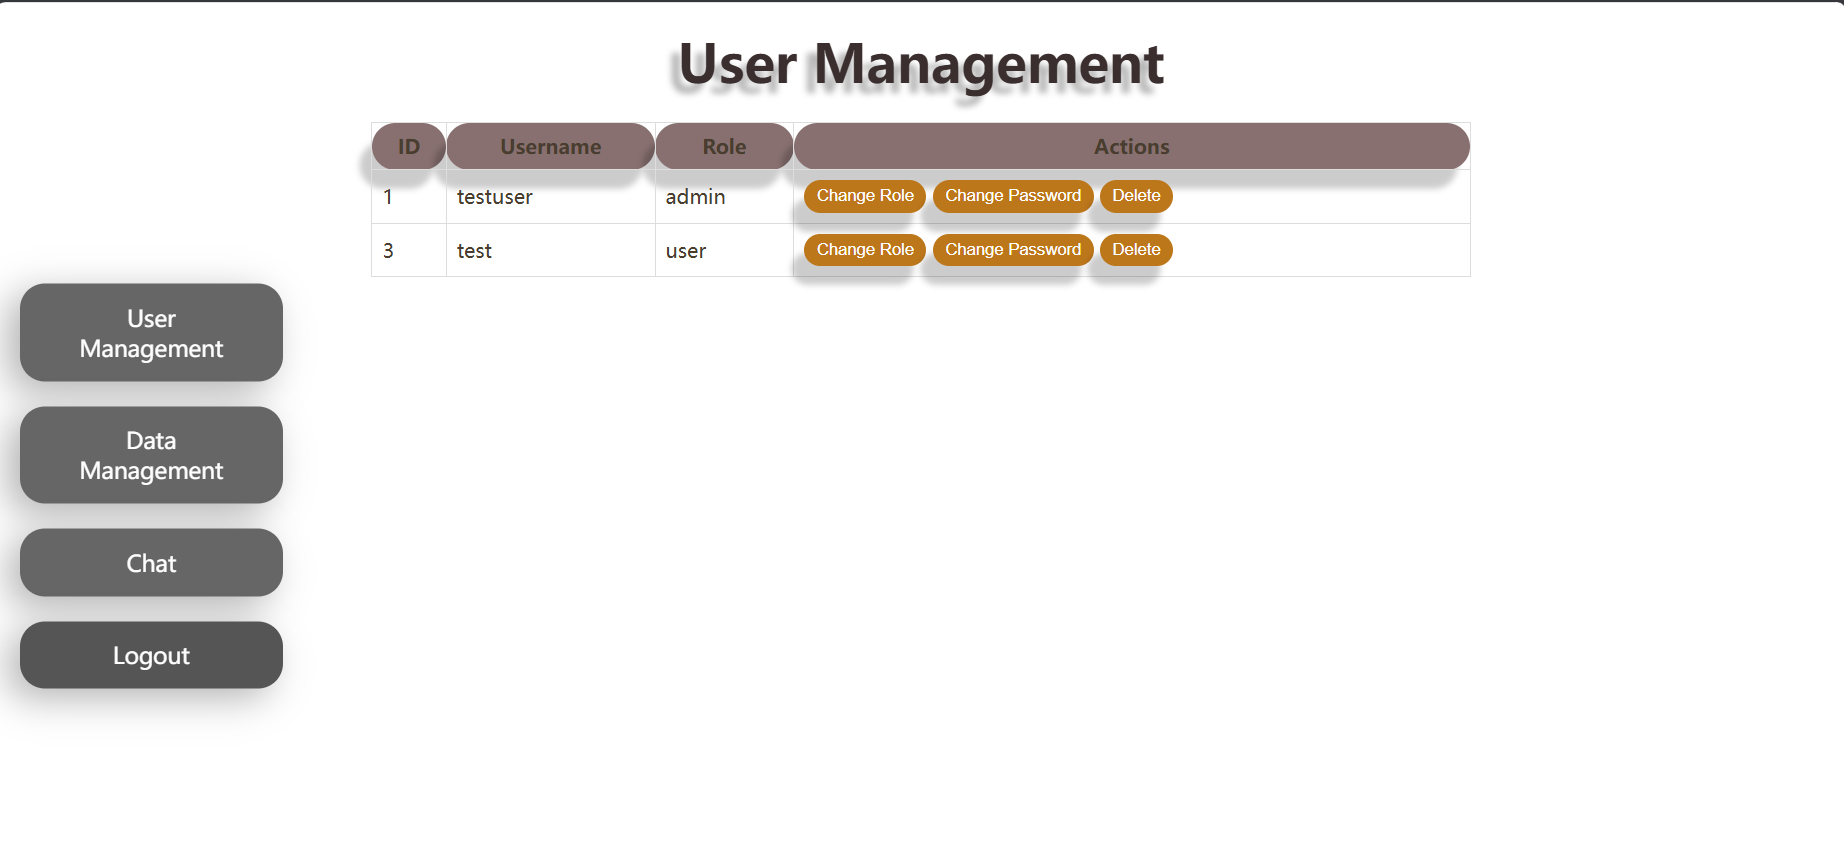 User Management
ID Username Role Actions
1 testuser admin Change Role Change Password Delete
3 test user Change Role Change Password Delete
User
Management
Data
Management
Chat
Logout